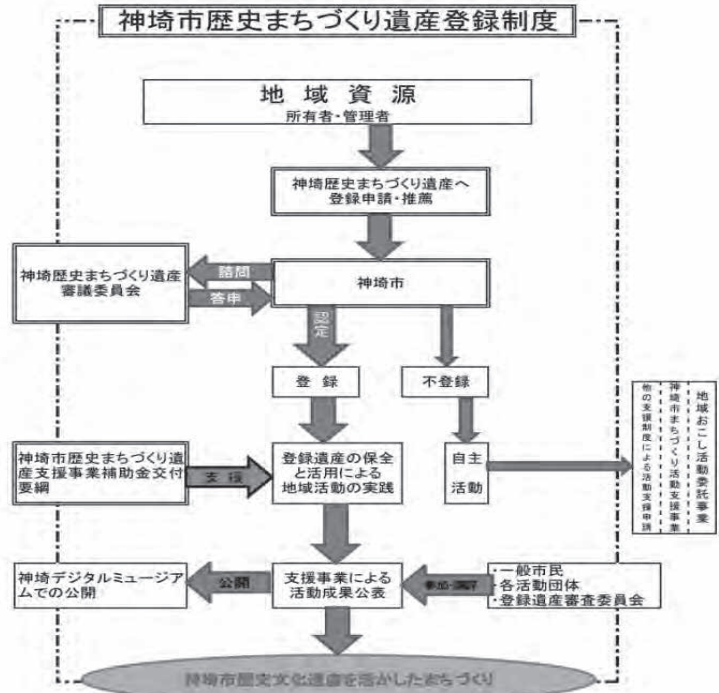 神埼市歴史まちづくり遺産登録制度
地域資源
所有者・管理者
神埼歴史まちづくり遺産へ
登録申請・推薦
神埼歴史まちづくり遺産
審議委員会
諮問
答申
神埼市
認定
登録
不登録
神埼市歴史まちづくり遺
産支援事業補助金交付
要綱
支援
登録遺産の保全
と活用による
地域活動の実践
自主
活動
地域おこし活動委託事業
神埼市まちづくり活動支援事業
他の支援制度による活動支援申請
神埼デジタルミュージア
ムでの公開
公開
支援事業による
活動成果公表
参加・講評
・一般市民
・各活動団体
・登録遺産審査委員会
神埼市歴史文化遺産を活かしたまちづくり